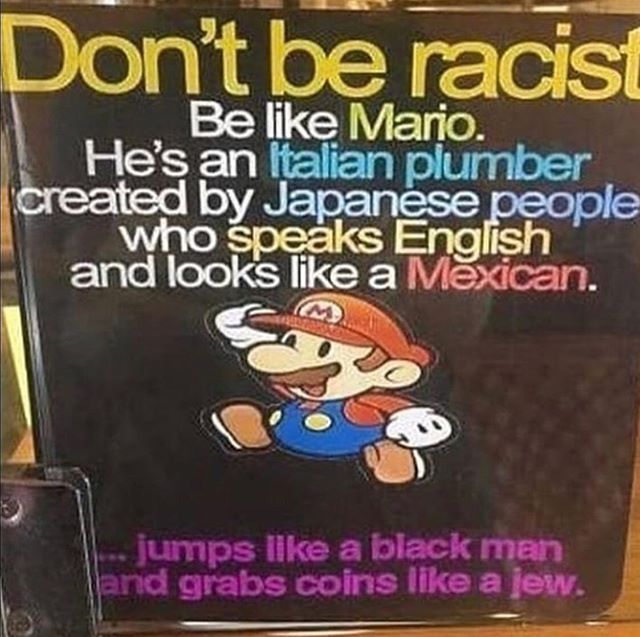 Don't be racist
Be like Mario.
He's an Italian plumber
created by Japanese people
who speaks English
and looks like a Mexican.
M
... jumps like a black man
and grabs coins like a jew.